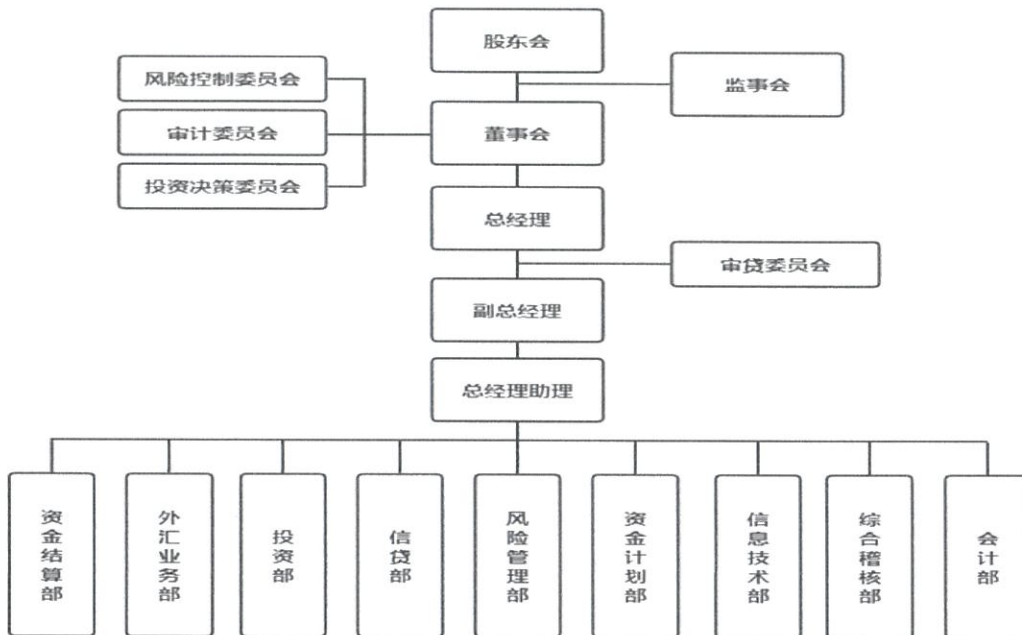 股东会
监事会
风险控制委员会
审计委员会
投资决策委员会
董事会
总经理
审贷委员会
副总经理
总经理助理
资金结算部
外汇业务部
投资部
信贷部
风险管理部
资金计划部
信息技术部
综合稽核部
会计部